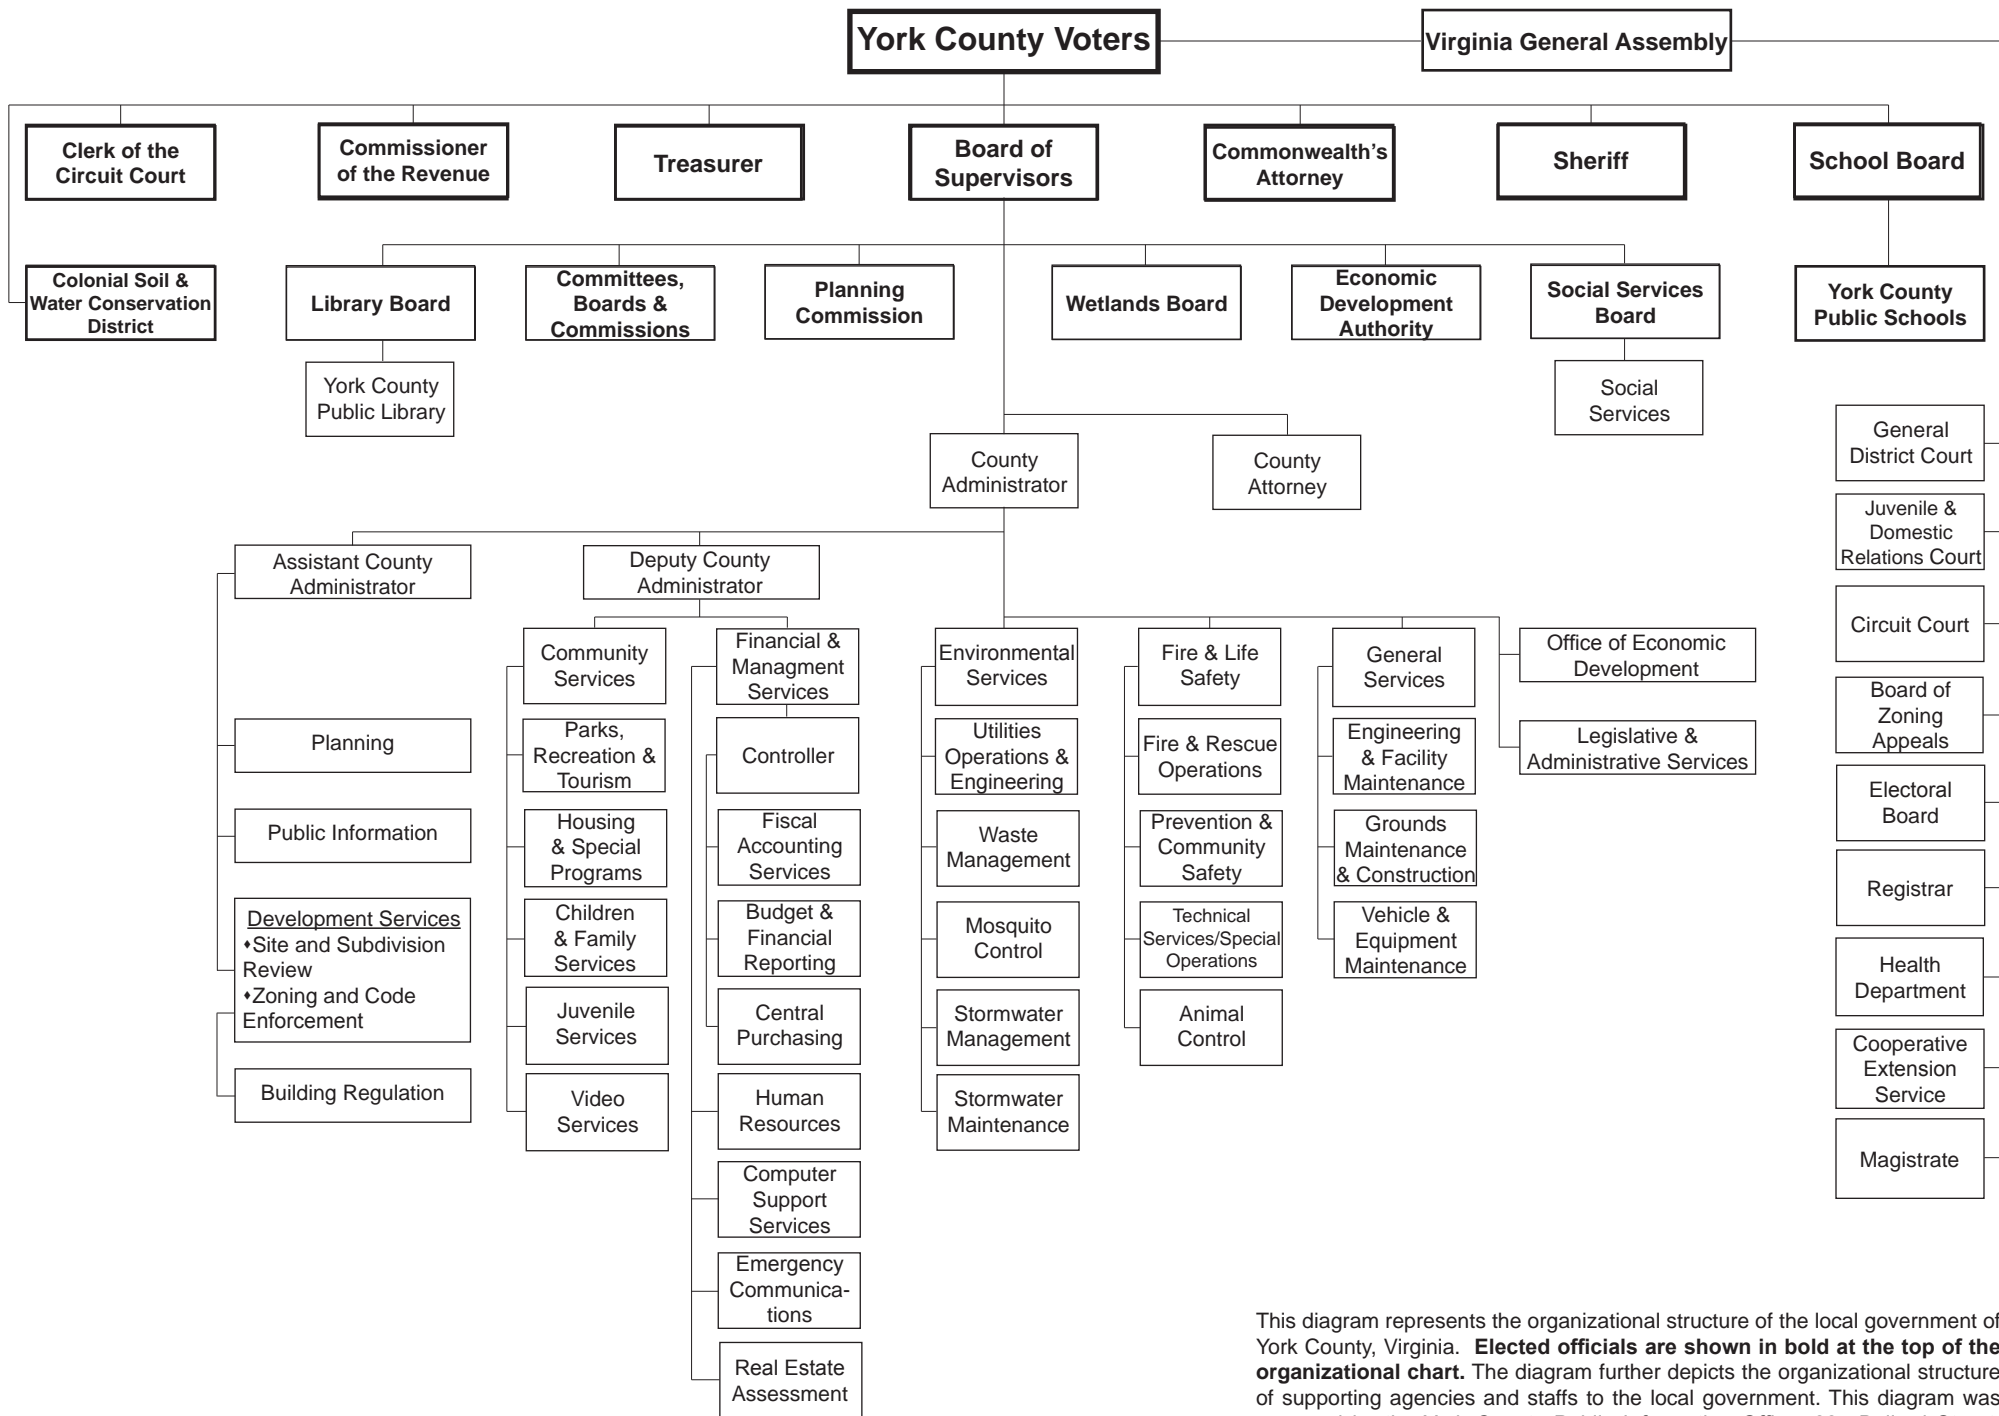 York County Voters
Virginia General Assembly
Clerk of the
Circuit Court
Commissioner
of the Revenue
Treasurer
Board of
Supervisors
Commonwealth's
Attorney
Sheriff
School Board
Colonial Soil &
Water Conservation
District
Library Board
Committees,
Boards &
Commissions
Planning
Commission
Wetlands Board
Economic
Development
Authority
Social Services
Board
York County
Public Schools
York County
Public Library
Social
Services
County
Administrator
County
Attorney
General
District Court
Juvenile &
Domestic
Relations Court
Circuit Court
Board of
Zoning
Appeals
Electoral
Board
Registrar
Health
Department
Cooperative
Extension
Service
Magistrate
Assistant County
Administrator
Planning
Public Information
Development Services
♦Site and Subdivision
Review
♦Zoning and Code
Enforcement
Building Regulation
Deputy County
Administrator
Community
Services
Parks,
Recreation &
Tourism
Housing
& Special
Programs
Children
& Family
Services
Juvenile
Services
Video
Services
Financial &
Managment
Services
Controller
Fiscal
Accounting
Services
Budget &
Financial
Reporting
Central
Purchasing
Human
Resources
Computer
Support
Services
Emergency
Communica-
tions
Real Estate
Assessment
Environmental
Services
Utilities
Operations &
Engineering
Waste
Management
Mosquito
Control
Stormwater
Management
Stormwater
Maintenance
Fire & Life
Safety
Fire & Rescue
Operations
Prevention &
Community
Safety
Technical
Services/Special
Operations
Animal
Control
General
Services
Engineering
& Facility
Maintenance
Grounds
Maintenance
& Construction
Vehicle &
Equipment
Maintenance
Office of Economic
Development
Legislative &
Administrative Services
This diagram represents the organizational structure of the local government of
York County, Virginia. Elected officials are shown in bold at the top of the
organizational chart. The diagram further depicts the organizational structure
of supporting agencies and staffs to the local government. This diagram was